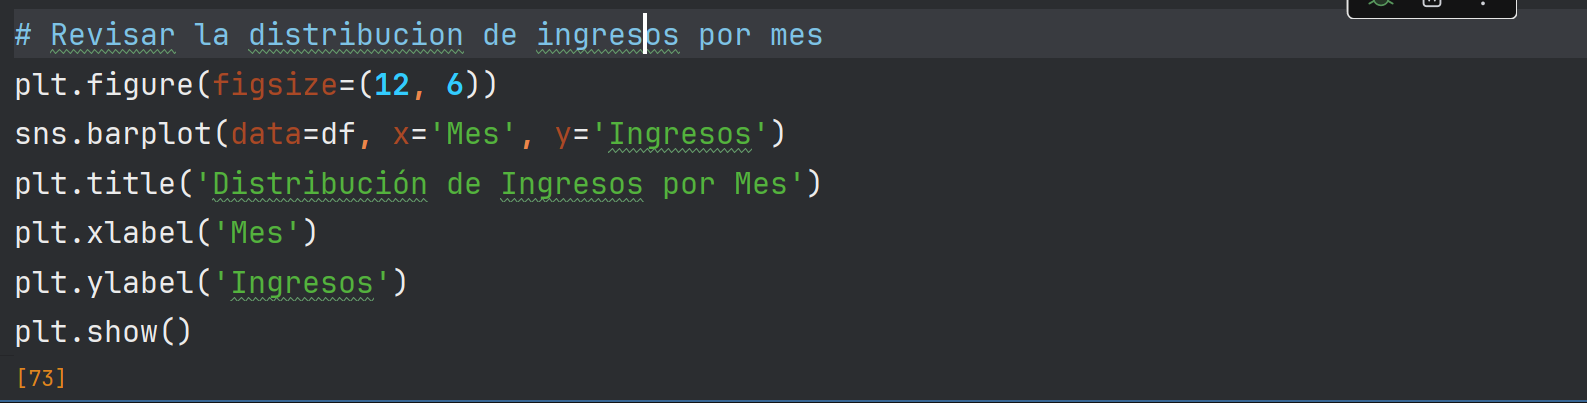 # Revisar la distribucion de ingresos por mes
plt.figure(figsize=(12, 6))
sns.barplot(data=df, x='Mes', y='Ingresos')
plt.title('Distribución de Ingresos por Mes')
plt.xlabel('Mes')
plt.ylabel('Ingresos')
plt.show()
[73]